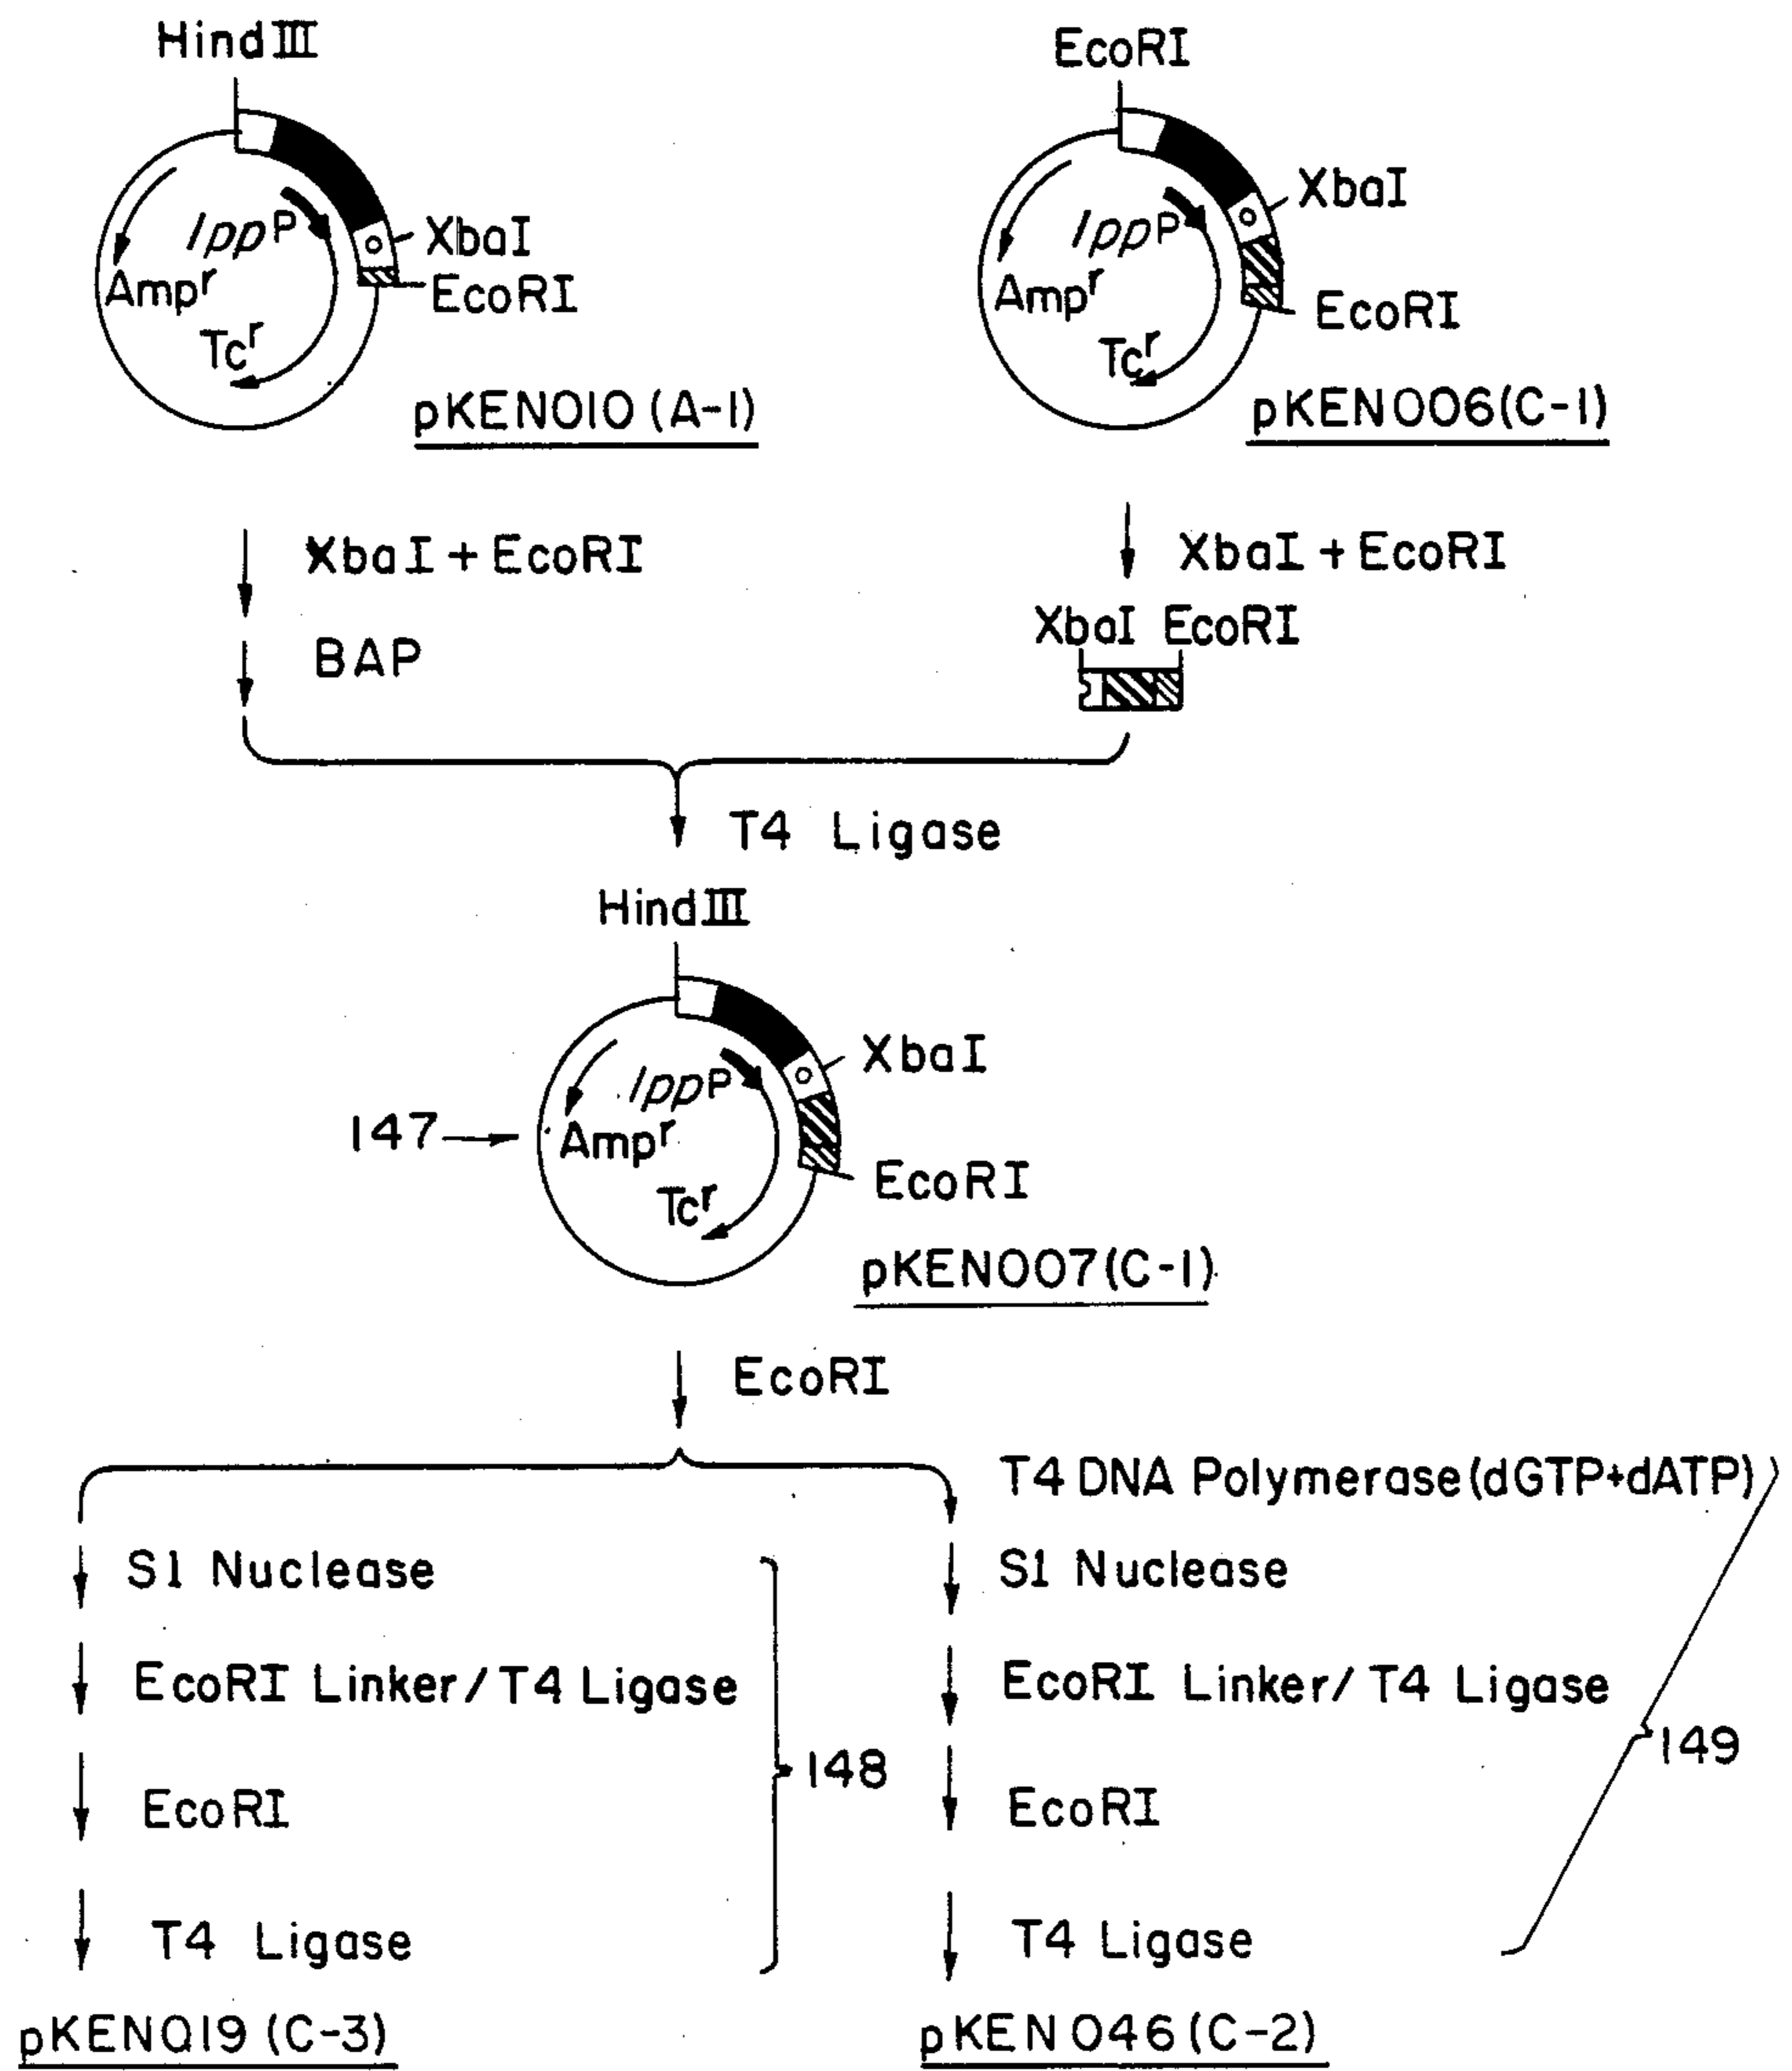 HindIII
EcoRI
XbaI
XbaI
lppP
lppP
EcoRI
Ampr
Ampr
EcoRI
Tcr
Tcr
pKEN010 (A-1)
pKEN006(C-1)
XbaI + EcoRI
XbaI + EcoRI
XbaI EcoRI
BAP
T4 Ligase
HindIII
XbaI
lppP
147
Ampr
EcoRI
Tcr
pKEN007(C-1)
EcoRI
T4 DNA Polymerase(dGTP+dATP)
S1 Nuclease
S1 Nuclease
EcoRI Linker/T4 Ligase
EcoRI Linker/T4 Ligase
148
149
EcoRI
EcoRI
T4 Ligase
T4 Ligase
pKEN019 (C-3)
pKEN046(C-2)